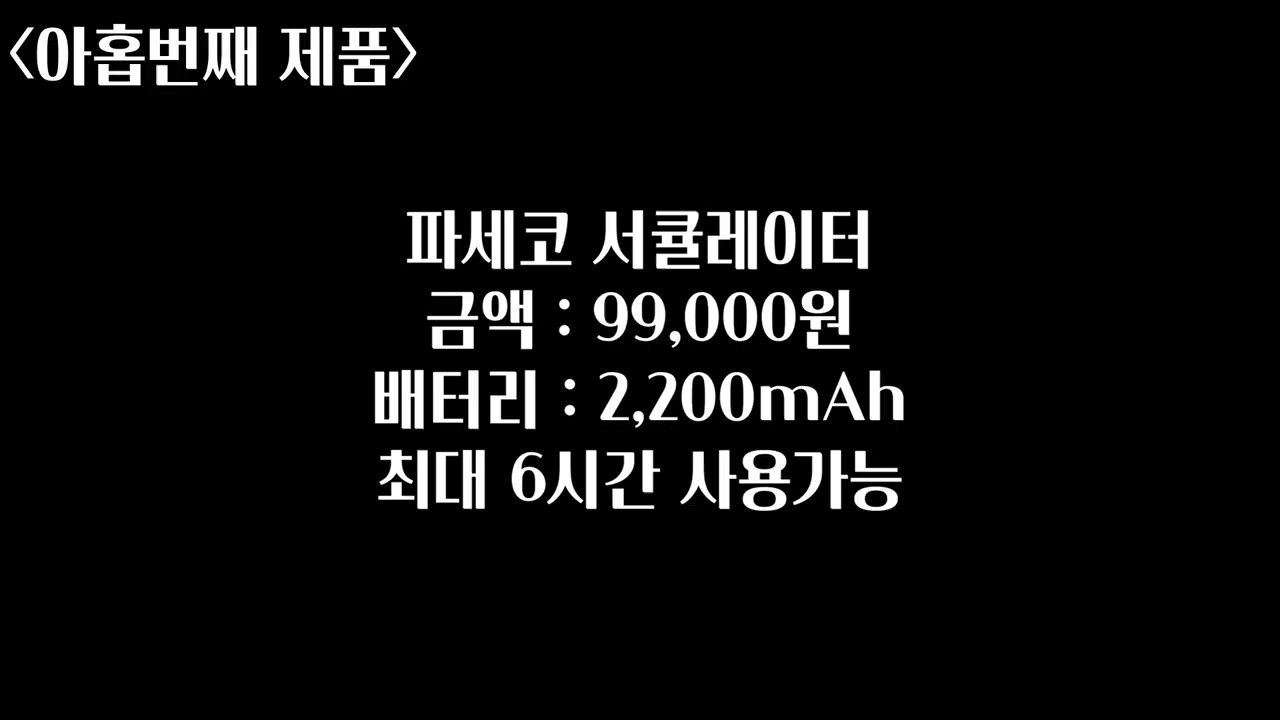 <아홉번째 제품>
파세코 서큘레이터
금액 : 99,000원
배터리 : 2,200mAh
최대 6시간 사용가능